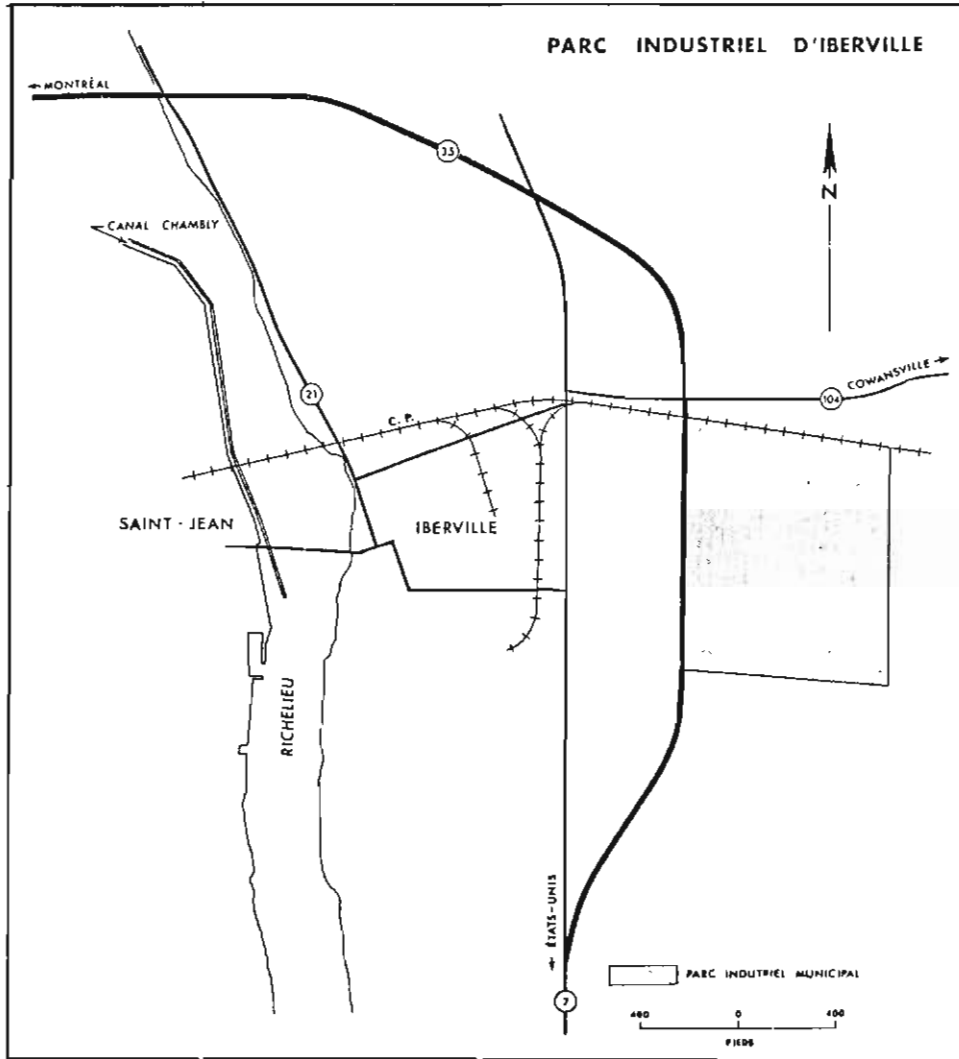 PARC INDUSTRIEL D'IBERVILLE
MONTRÉAL
35
N
CANAL CHAMBLY
COWANSVILLE
21
104
C.P.
SAINT-JEAN
IBERVILLE
RICHELIEU
ÉTATS-UNIS
PARC INDUTRIEL MUNICIPAL
7
400 0 400
PIEDS